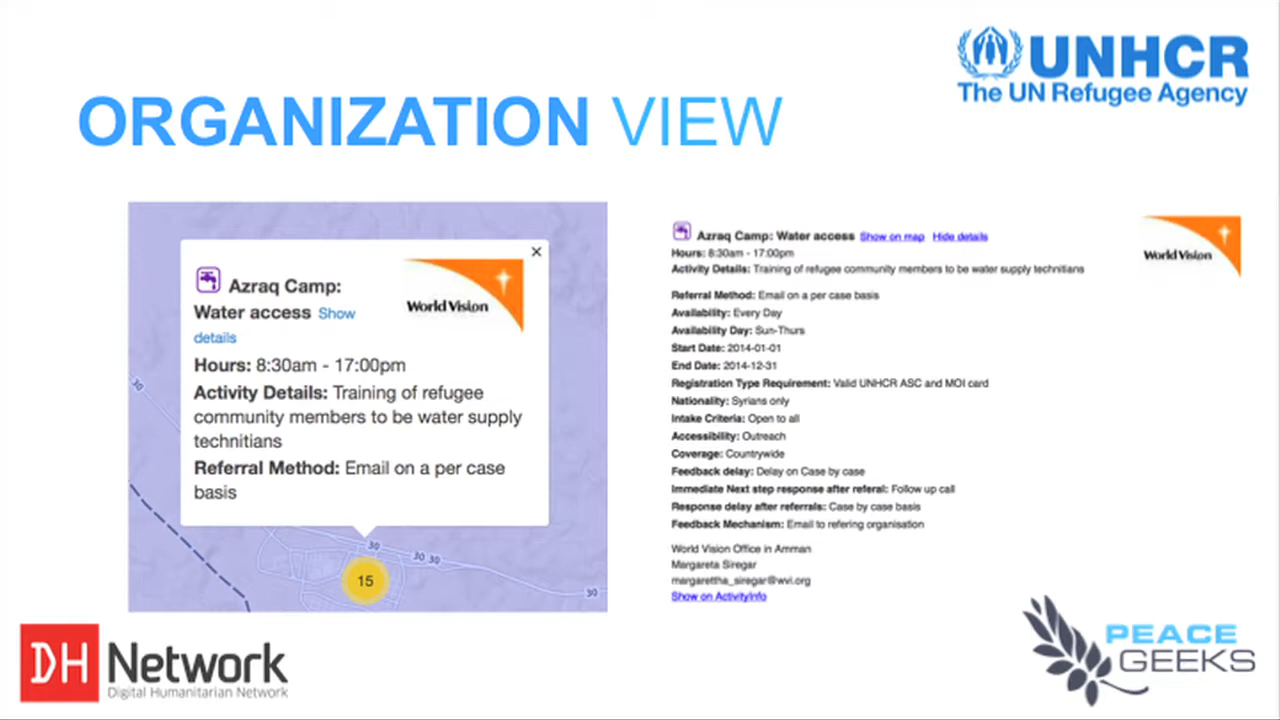 UNHCR
The UN Refugee Agency
ORGANIZATION VIEW
Azraq Camp:
Water access Show
details
World Vision
Hours: 8:30am - 17:00pm
Activity Details: Training of refugee
community members to be water supply
technitians
Referral Method: Email on a per case
basis
30
30
30 30
30
15
Azraq Camp: Water access Show on map Hide details
World Vision
Hours: 8:30am - 17:00pm
Activity Details: Training of refugee community members to be water supply technitians
Referral Method: Email on a per case basis
Availability: Every Day
Availability Day: Sun-Thurs
Start Date: 2014-01-01
End Date: 2014-12-31
Registration Type Requirement: Valid UNHCR ASC and MOI card
Nationality: Syrians only
Intake Criteria: Open to all
Accessibility: Outreach
Coverage: Countrywide
Feedback delay: Delay on Case by case
Immediate Next step response after referal: Follow up call
Response delay after referrals: Case by case basis
Feedback Mechanism: Email to refering organisation
World Vision Office in Amman
Margareta Siregar
margarettha_siregar@wvi.org
Show on ActivityInfo
DH Network
Digital Humanitarian Network
PEACE
GEEKS